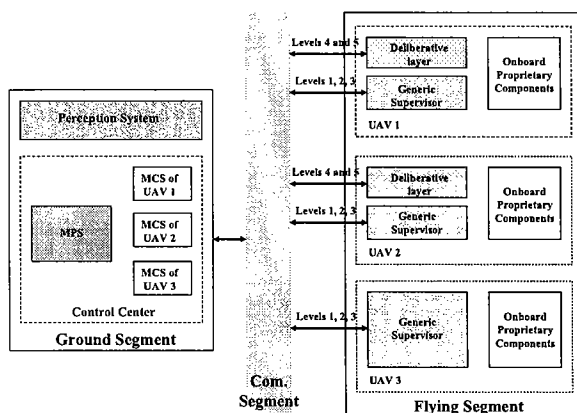 Perception System
MCS of
UAV 1
MPS
MCS of
UAV 2
MCS of
UAV 3
Control Center
Ground Segment
Com.
Segment
Levels 4 and 5
Levels 1, 2, 3
Deliberative
layer
Generic
Supervisor
Onboard
Proprietary
Components
UAV 1
Levels 4 and 5
Levels 1, 2, 3
Deliberative
layer
Generic
Supervisor
Onboard
Proprietary
Components
UAV 2
Levels 1, 2, 3
Generic
Supervisor
Onboard
Proprietary
Components
UAV 3
Flying Segment